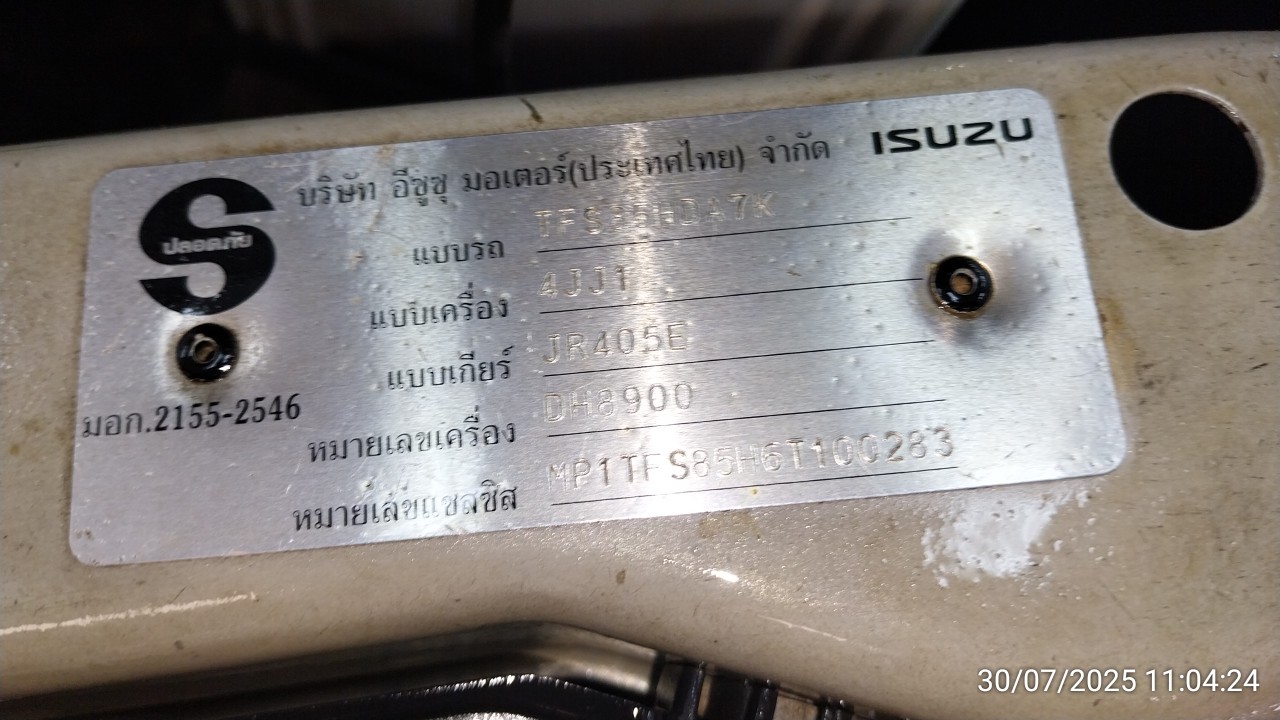 บริษัท อีซูซุ มอเตอร์(ประเทศไทย) จำกัด ISUZU
ปลอดภัย
แบบรถ TFS85HDA7K
แบบเครื่อง 4JJ1
แบบเกียร์ JR405E
มอก.2155-2546
หมายเลขเครื่อง DH8900
หมายเลขแชสซิส MP1TFS85H6T100283
30/07/2025 11:04:24